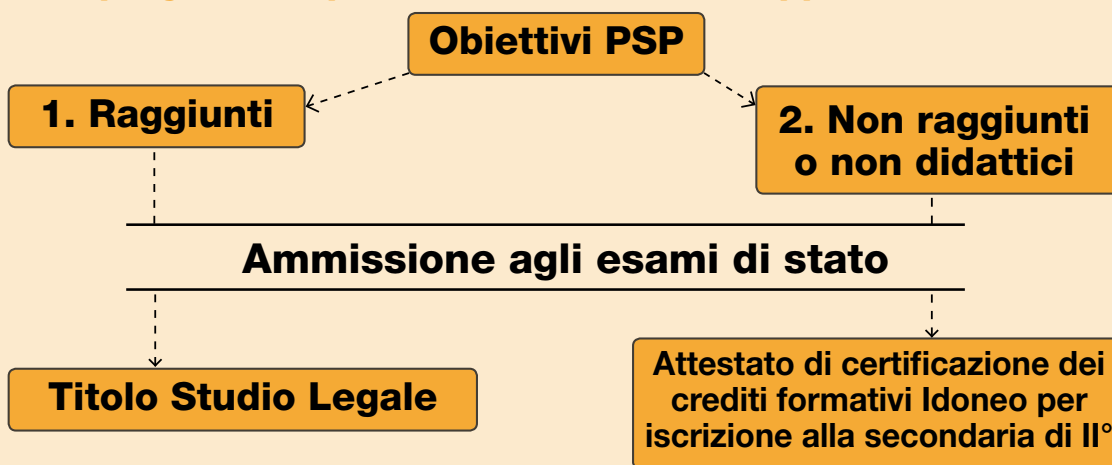 Obiettivi PSP
1. Raggiunti
2. Non raggiunti
o non didattici
Ammissione agli esami di stato
Titolo Studio Legale
Attestato di certificazione dei
crediti formativi Idoneo per
iscrizione alla secondaria di II°